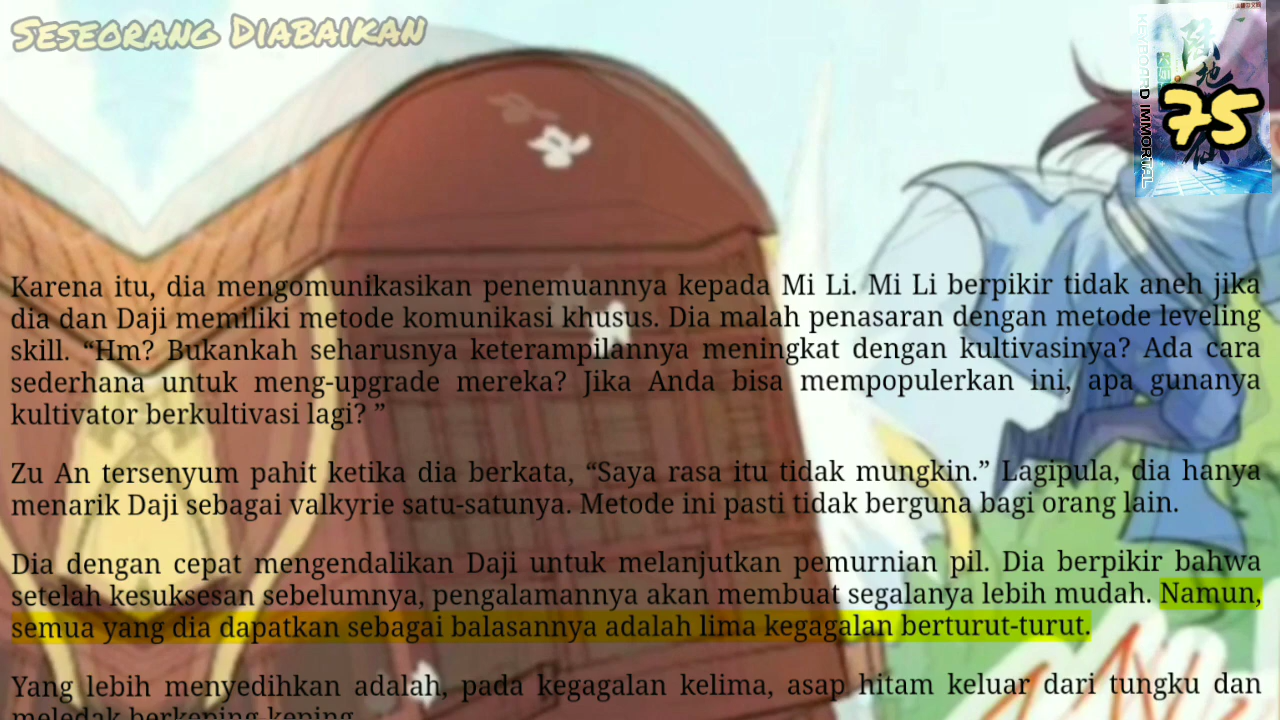 Seseorang Diabaikan
KEYBOARD IMMORTAL
75
Karena itu, dia mengomunikasikan penemuannya kepada Mi Li. Mi Li berpikir tidak aneh jika
dia dan Daji memiliki metode komunikasi khusus. Dia malah penasaran dengan metode leveling
skill. “Hm? Bukankah seharusnya keterampilannya meningkat dengan kultivasinya? Ada cara
sederhana untuk meng-upgrade mereka? Jika Anda bisa mempopulerkan ini, apa gunanya
kultivator berkultivasi lagi? ”
Zu An tersenyum pahit ketika dia berkata, “Saya rasa itu tidak mungkin.” Lagipula, dia hanya
menarik Daji sebagai valkyrie satu-satunya. Metode ini pasti tidak berguna bagi orang lain.
Dia dengan cepat mengendalikan Daji untuk melanjutkan pemurnian pil. Dia berpikir bahwa
setelah kesuksesan sebelumnya, pengalamannya akan membuat segalanya lebih mudah. Namun,
semua yang dia dapatkan sebagai balasannya adalah lima kegagalan berturut-turut.
Yang lebih menyedihkan adalah, pada kegagalan kelima, asap hitam keluar dari tungku dan
meledak berkeping-keping.